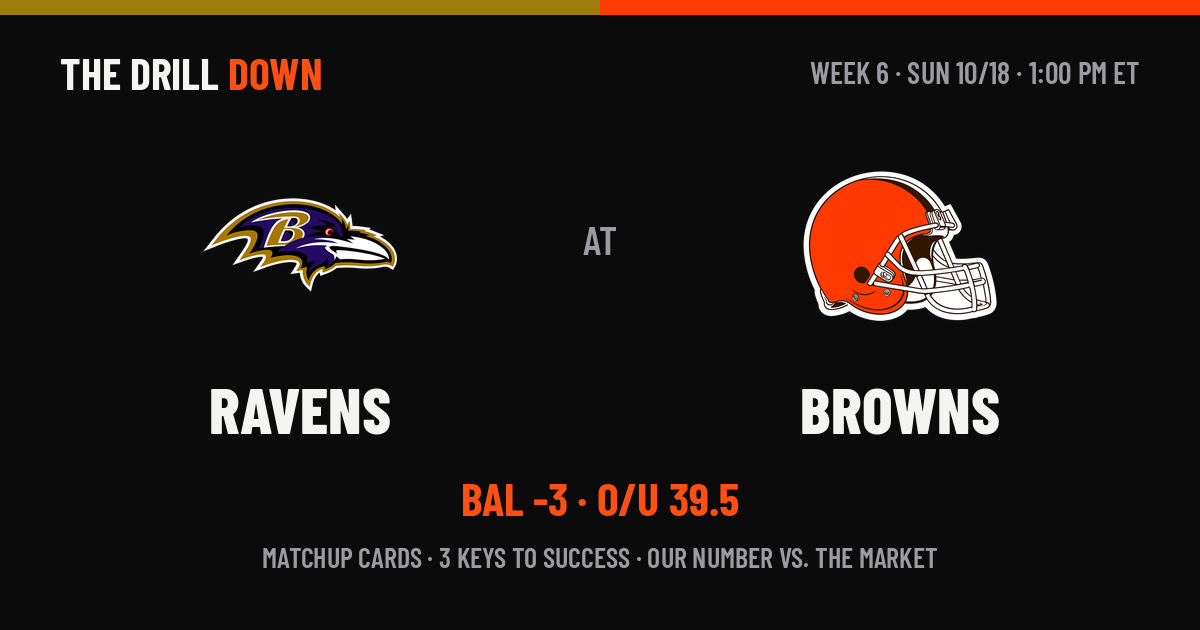 THE DRILL DOWN
WEEK 6 · SUN 10/18 · 1:00 PM ET
B
AT
RAVENS
BROWNS
BAL -3 · O/U 39.5
MATCHUP CARDS · 3 KEYS TO SUCCESS · OUR NUMBER VS. THE MARKET